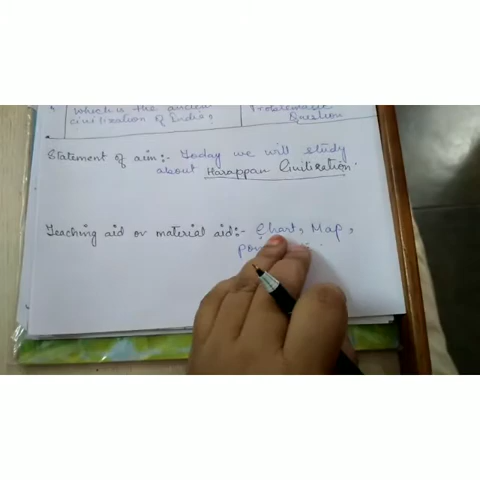 which is the ancient
civilization of India,
Problematic
Question
Statement of aim:- Today we will study
about Harappan Civilization.
Teaching aid or material aid:- Chart, Map,